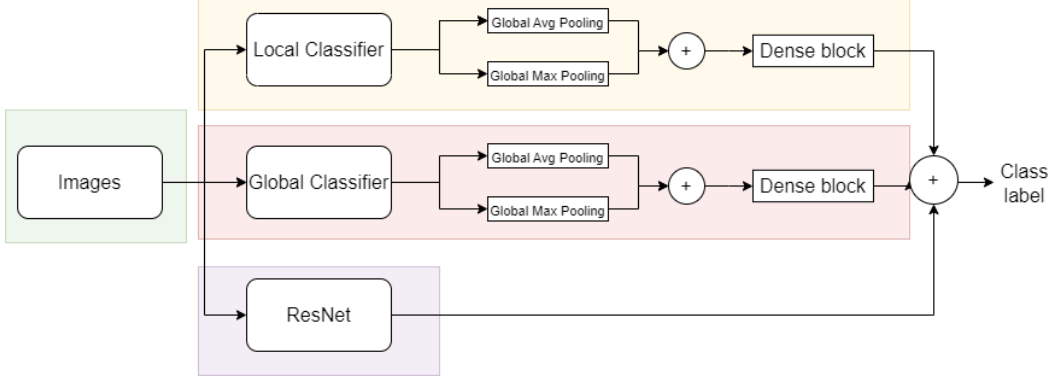 Local Classifier
Global Avg Pooling
Global Max Pooling
+
Dense block
Images
Global Classifier
Global Avg Pooling
Global Max Pooling
+
Dense block
+
Class
label
ResNet